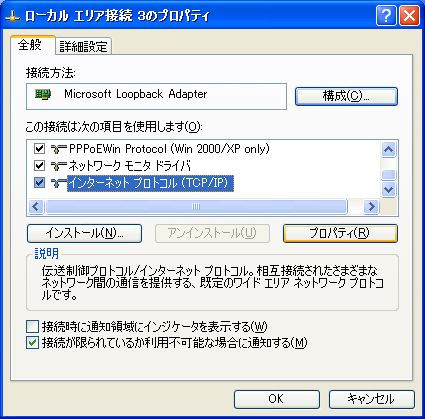 ローカル エリア接続 3のプロパティ
全般 詳細設定
接続方法:
Microsoft Loopback Adapter
構成(C)...
この接続は次の項目を使用します(O):
PPPoEWin Protocol (Win 2000/XP only)
ネットワーク モニタ ドライバ
インターネット プロトコル (TCP/IP)
インストール(N)... アンインストール(U) プロパティ(R)
説明
伝送制御プロトコル/インターネット プロトコル。相互接続されたさまざまな
ネットワーク間の通信を提供する、既定のワイド エリア ネットワーク プロトコ
ルです。
接続時に通知領域にインジケータを表示する(W)
接続が限られているか利用不可能な場合に通知する(M)
OK キャンセル